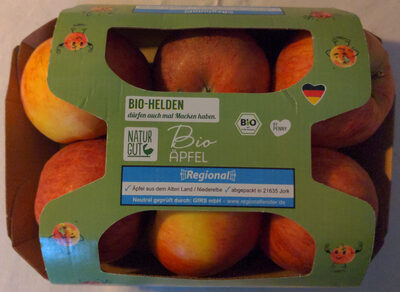 BIO-HELDEN
dürfen auch mal Macken haben.
NATUR
GUT
Bio
ÄPFEL
BIO
BY PENNY
Regional
✓ Äpfel aus dem Alten Land / Niederelbe ✓ abgepackt in 21635 Jork
Neutral geprüft durch: GfRS mbH - www.regionalfenster.de